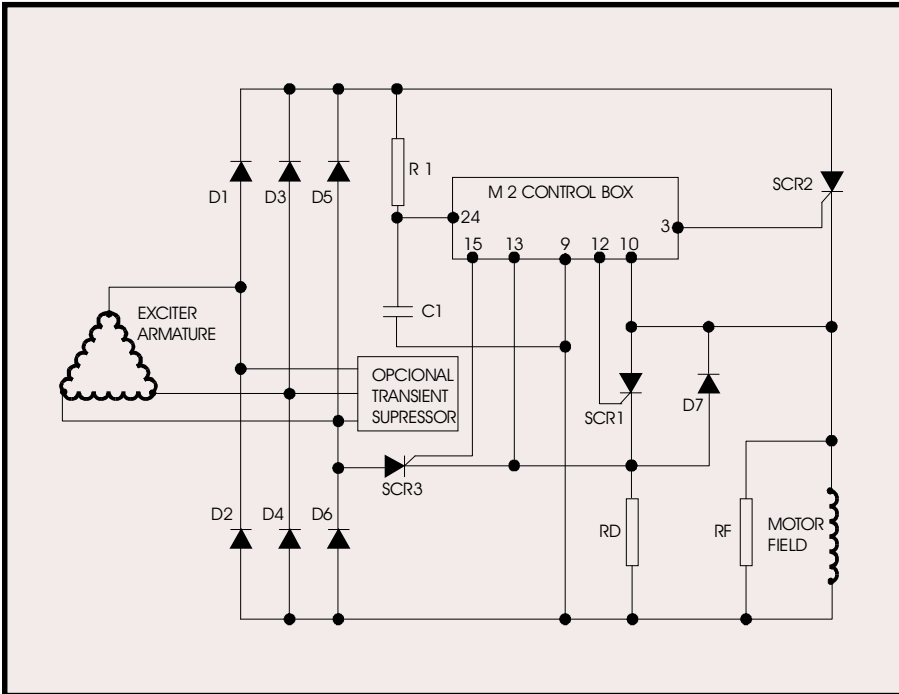 D1
D3
D5
R 1
M 2 CONTROL BOX
SCR2
24
3
15
13
9
12
10
EXCITER
ARMATURE
C1
OPCIONAL
TRANSIENT
SUPRESSOR
SCR1
D7
SCR3
D2
D4
D6
RD
RF
MOTOR
FIELD